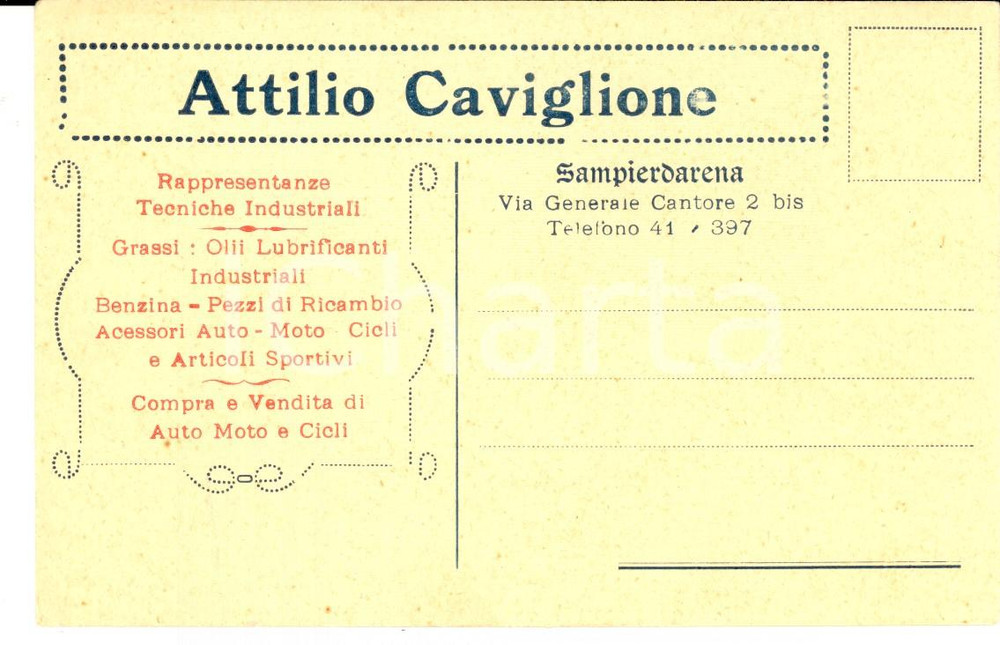 Attilio Caviglione
Rappresentanze
Tecniche Industriali
Grassi : Olii Lubrificanti
Industriali
Benzina - Pezzi di Ricambio
Acessori Auto - Moto Cicli
e Articoli Sportivi
Compra e Vendita di
Auto Moto e Cicli
Sampierdarena
Via Generale Cantore 2 bis
Telefono 41 / 397
Charta